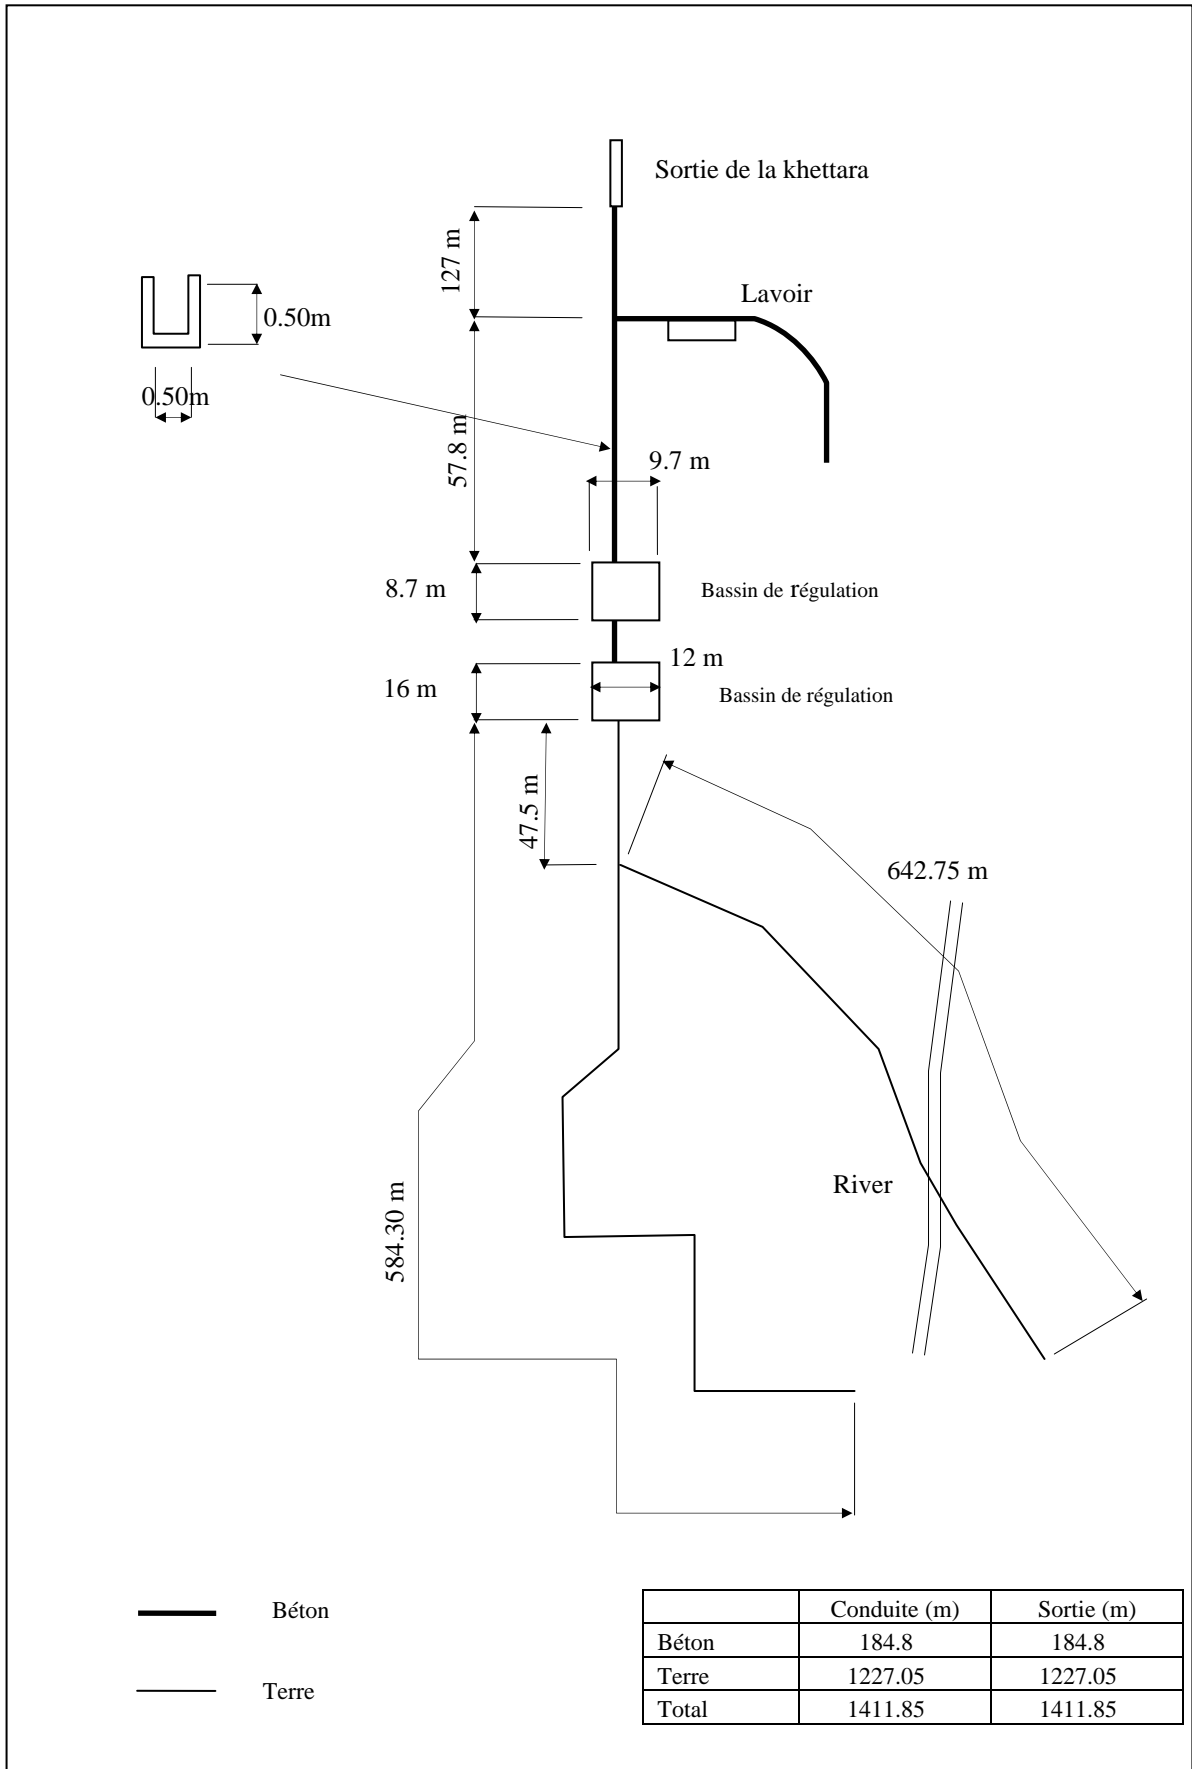 Sortie de la khettara
127 m
Lavoir
0.50m
0.50m
57.8 m
9.7 m
8.7 m
Bassin de régulation
12 m
16 m
Bassin de régulation
47.5 m
642.75 m
River
584.30 m
Béton
Terre
Conduite (m) Sortie (m)
Béton 184.8 184.8
Terre 1227.05 1227.05
Total 1411.85 1411.85